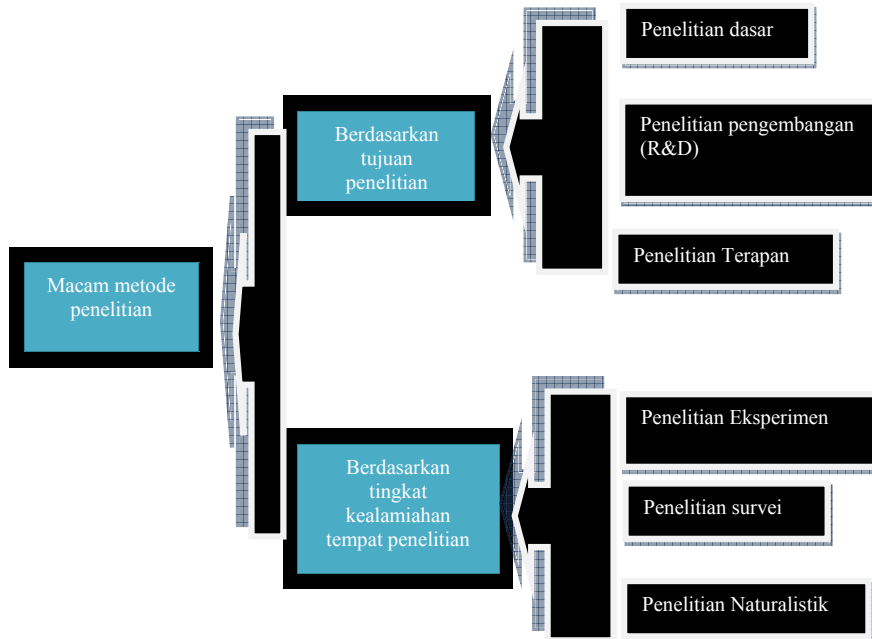 Macam metode
penelitian
Berdasarkan
tujuan
penelitian
Penelitian dasar
Penelitian pengembangan
(R&D)
Penelitian Terapan
Berdasarkan
tingkat
kealamiahan
tempat penelitian
Penelitian Eksperimen
Penelitian survei
Penelitian Naturalistik